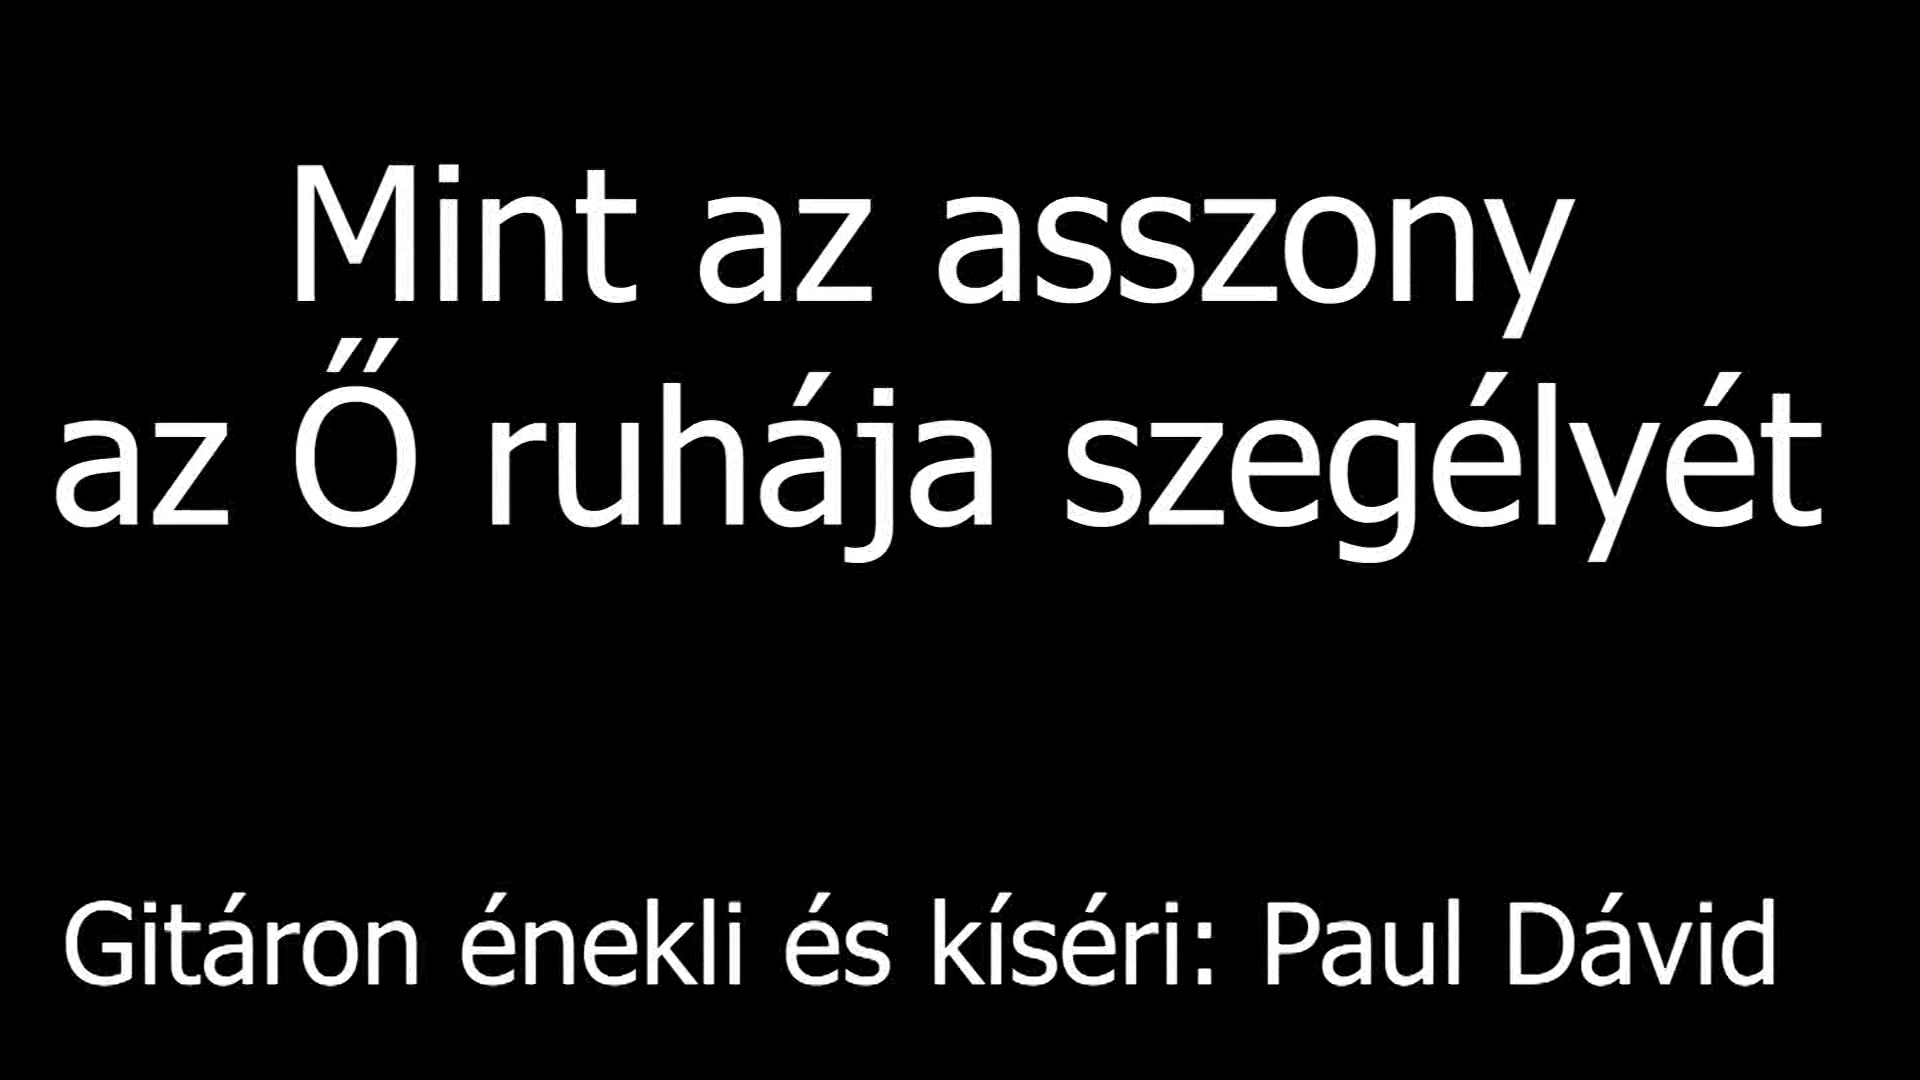 Mint az asszony
az Ő ruhája szegélyét
Gitáron énekli és kíséri: Paul Dávid